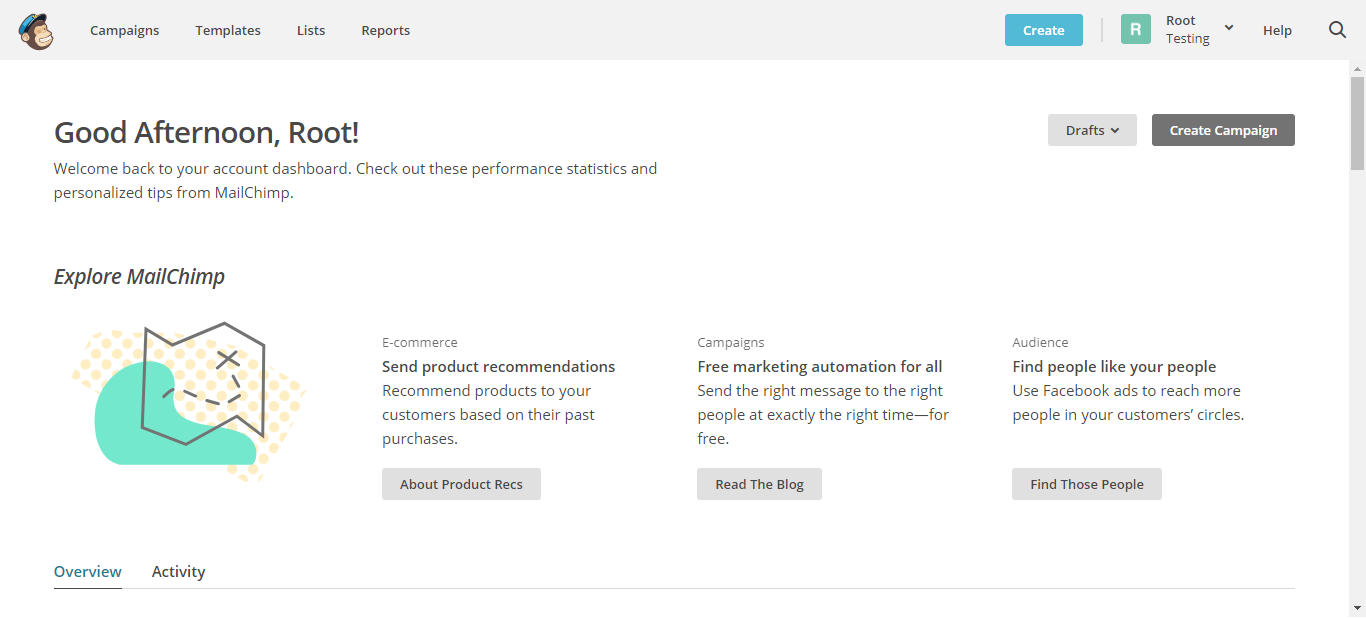 Campaigns Templates Lists Reports Create R Root Testing Help
Good Afternoon, Root!
Drafts Create Campaign
Welcome back to your account dashboard. Check out these performance statistics and
personalized tips from MailChimp.
Explore MailChimp
E-commerce
Send product recommendations
Recommend products to your
customers based on their past
purchases.
About Product Recs
Campaigns
Free marketing automation for all
Send the right message to the right
people at exactly the right time—for
free.
Read The Blog
Audience
Find people like your people
Use Facebook ads to reach more
people in your customers’ circles.
Find Those People
Overview Activity